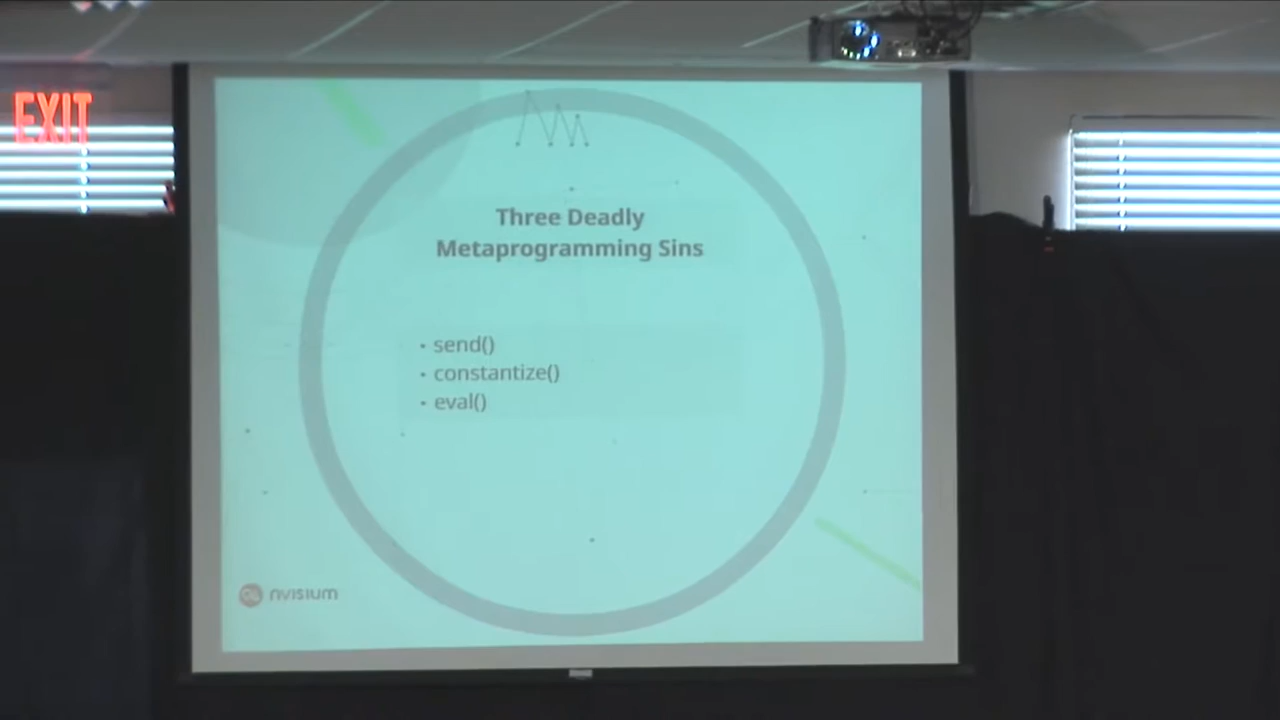 EXIT
Three Deadly
Metaprogramming Sins
• send()
• constantize()
• eval()
nvisium